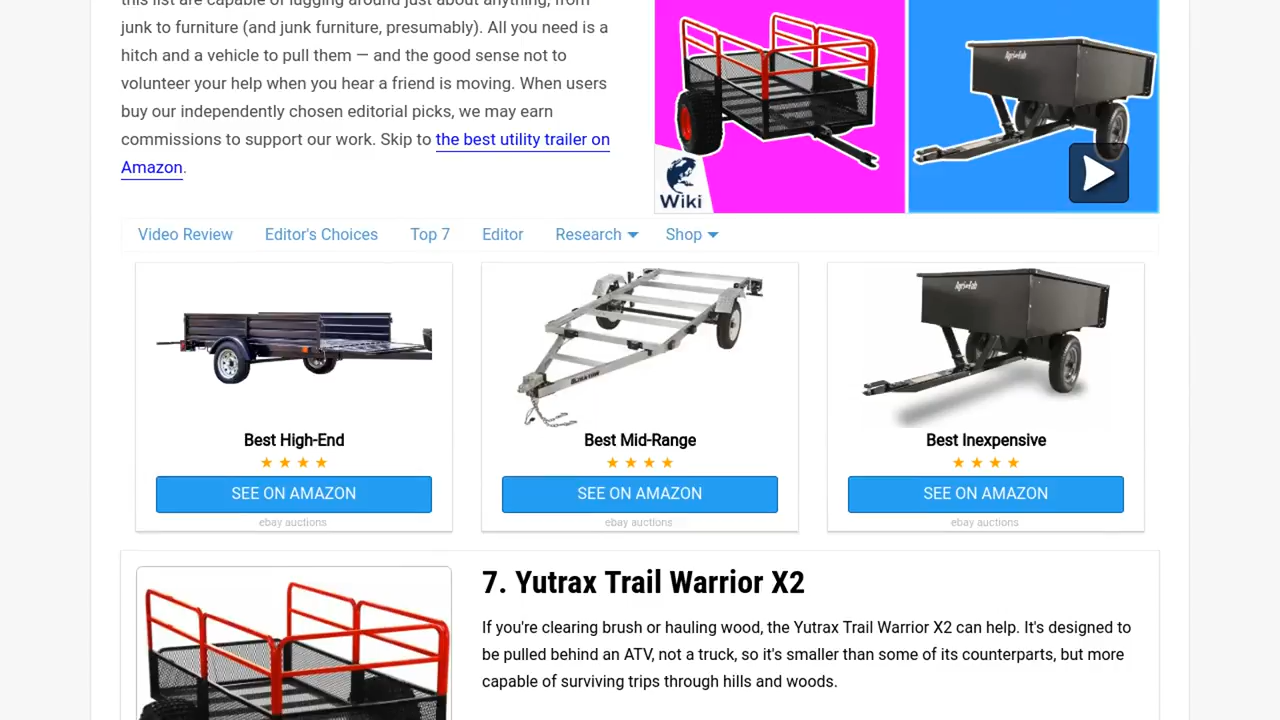 this list are capable of lugging around just about anything, from
junk to furniture (and junk furniture, presumably). All you need is a
hitch and a vehicle to pull them — and the good sense not to
volunteer your help when you hear a friend is moving. When users
buy our independently chosen editorial picks, we may earn
commissions to support our work. Skip to the best utility trailer on
Amazon.
Wiki
Agri-Fab
Video Review Editor's Choices Top 7 Editor Research Shop
Agri-Fab
Best High-End
SEE ON AMAZON
ebay auctions
Best Mid-Range
SEE ON AMAZON
ebay auctions
Best Inexpensive
SEE ON AMAZON
ebay auctions
7. Yutrax Trail Warrior X2
If you're clearing brush or hauling wood, the Yutrax Trail Warrior X2 can help. It's designed to
be pulled behind an ATV, not a truck, so it's smaller than some of its counterparts, but more
capable of surviving trips through hills and woods.